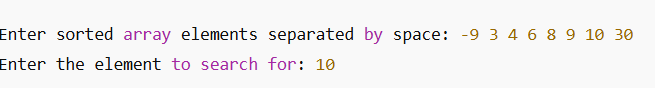 Enter sorted array elements separated by space: -9 3 4 6 8 9 10 30
Enter the element to search for: 10